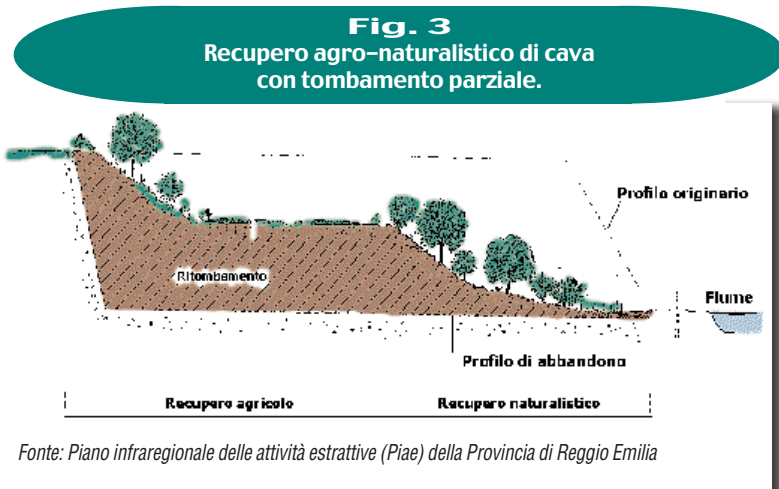 Fig. 3
Recupero agro-naturalistico di cava
con tombamento parziale.
Profilo originario
Ritombamento
Fiume
Profilo di abbandono
Recupero agricolo
Recupero naturalistico
Fonte: Piano infraregionale delle attività estrattive (Piae) della Provincia di Reggio Emilia